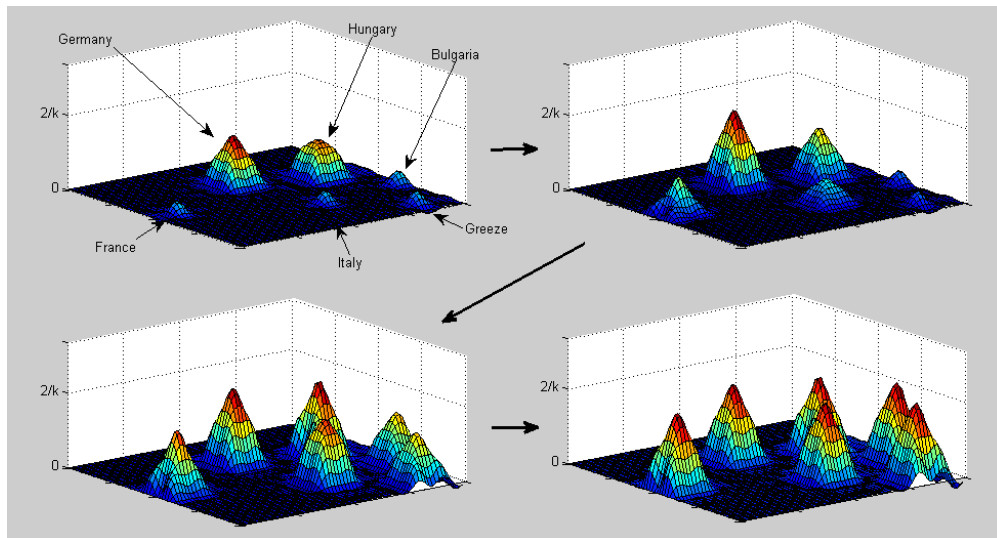 Germany
Hungary
Bulgaria
2/k
0
France
Italy
Greeze
2/k
0
2/k
0
2/k
0